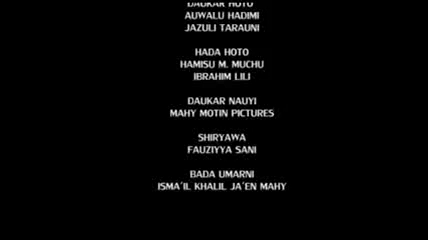 DAUKAR HOTO
AUWALU HADIMI
JAZULI TARAUNI
HADA HOTO
HAMISU M. MUCHU
IBRAHIM LILI
DAUKAR NAUYI
MAHY MOTIN PICTURES
SHIRYAWA
FAUZIYYA SANI
BADA UMARNI
ISMA'IL KHALIL JA'EN MAHY